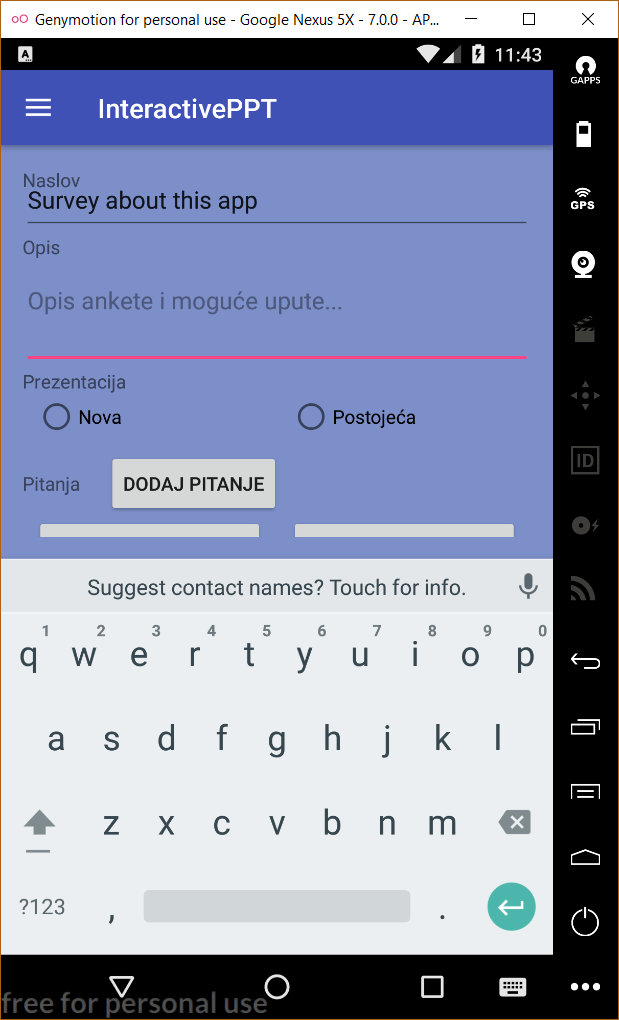 Genymotion for personal use - Google Nexus 5X - 7.0.0 - AP...
A 11:43
GAPPS
InteractivePPT
Naslov
Survey about this app
GPS
Opis
Opis ankete i moguće upute...
Prezentacija
Nova Postojeća
ID
Pitanja DODAJ PITANJE
Suggest contact names? Touch for info.
1 2 3 4 5 6 7 8 9 0
q w e r t y u i o p
a s d f g h j k l
z x c v b n m
?123 , .
free for personal use